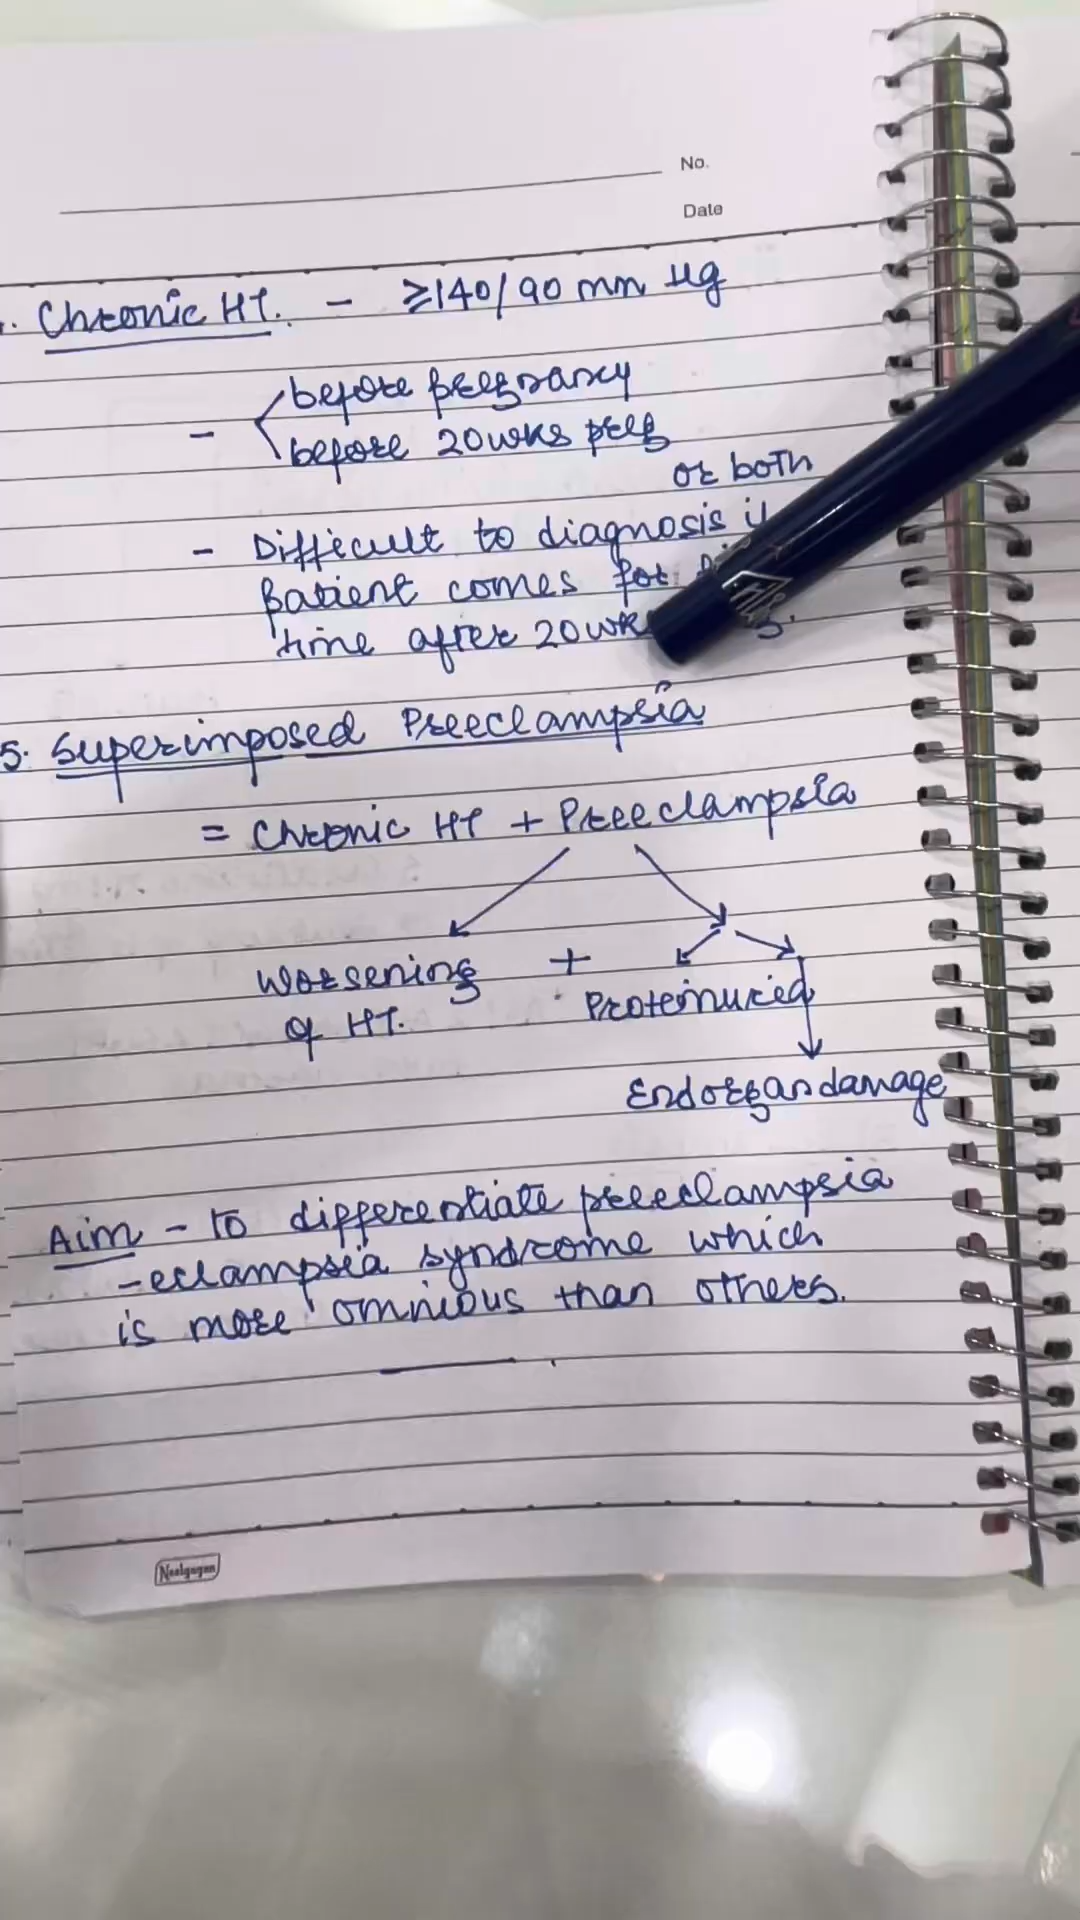 No.
Date
. Chronic HT. - ≥140/90 mm Hg
- before pregnancy
before 20wks preg
or both
- Difficult to diagnosis
patient comes for
time after 20wk
5. Superimposed Preeclampsia
= Chronic HT + Preeclampsia
Worsening + Proteinuria
of HT.
Endorgan damage
Aim - to differentiate preeclampsia
-eclampsia syndrome which
is more omnious than others.
Neelgagan